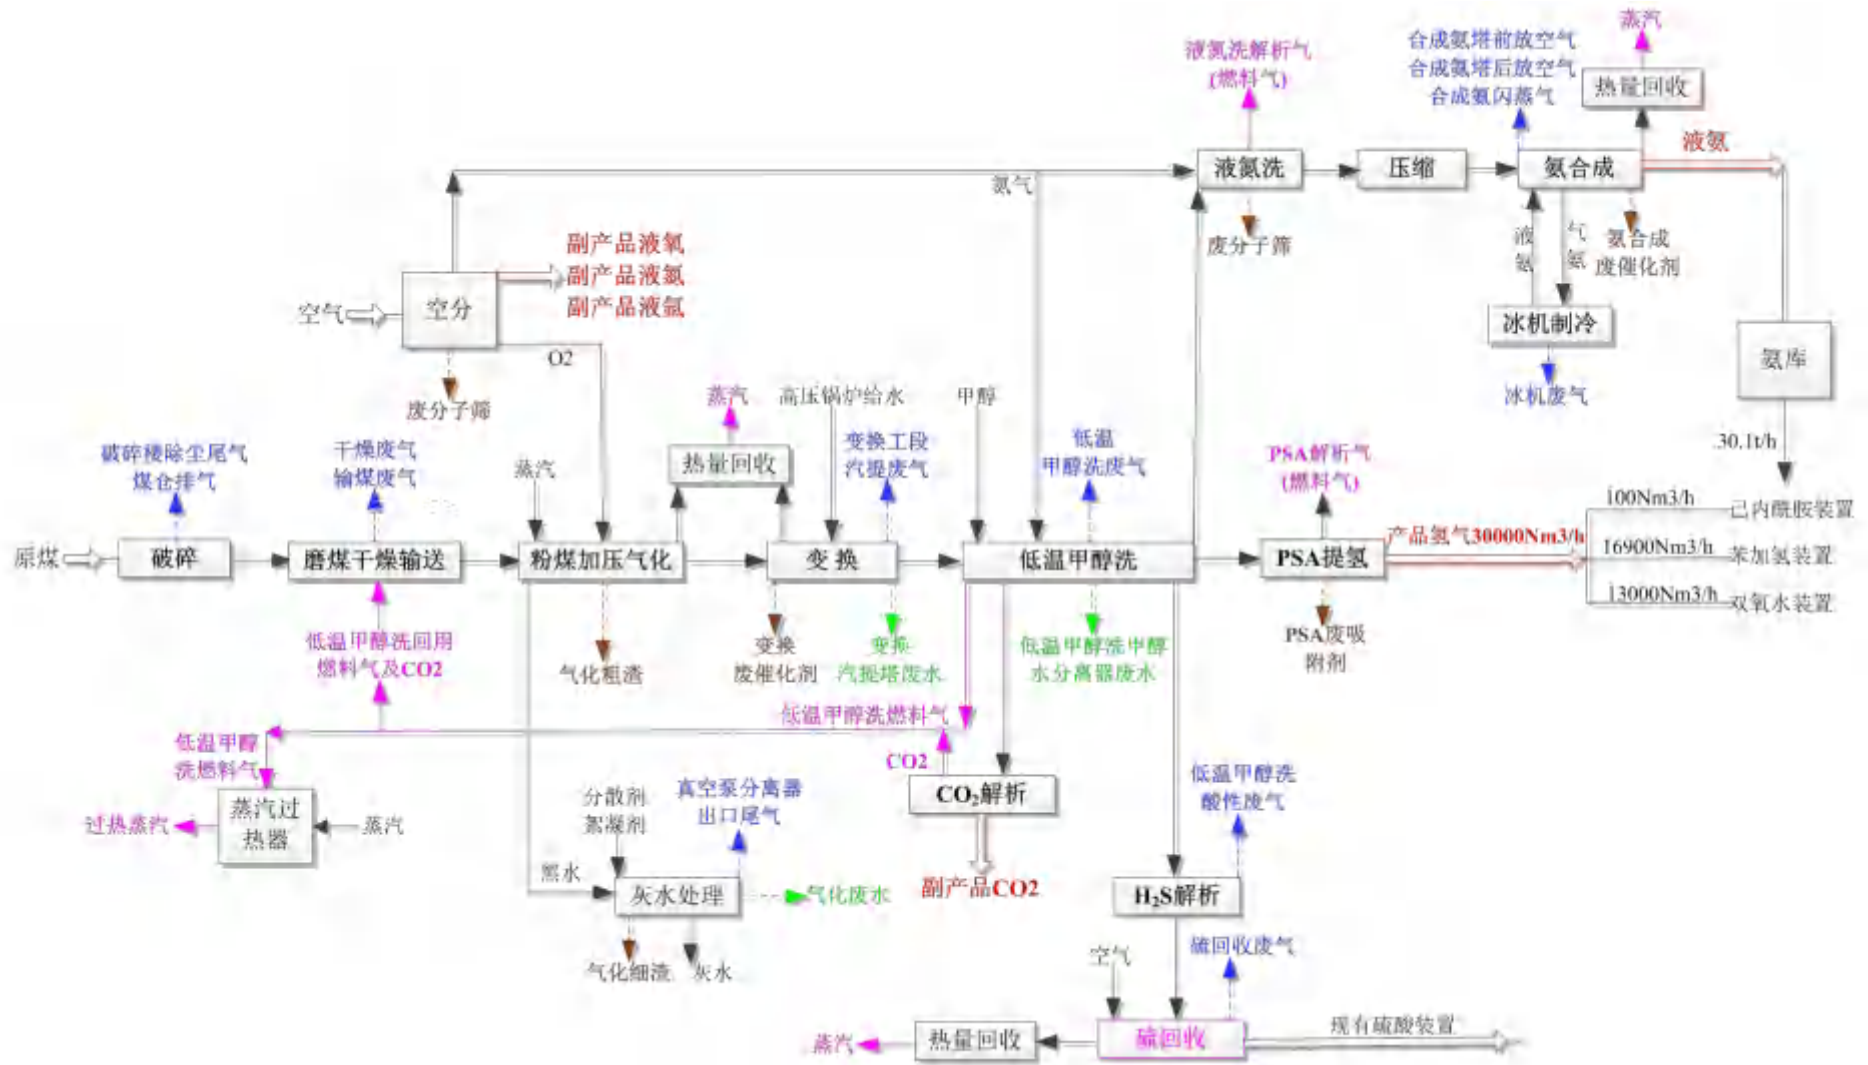 蒸汽
合成氨塔前放空气
合成氨塔后放空气
合成氨闪蒸气
液氮洗解析气
(燃料气)
热量回收
液氨
液氮洗
压缩
氨合成
氮气
废分子筛
液氨
气氨
氨合成
废催化剂
副产品液氧
副产品液氮
副产品液氩
空气
空分
O2
废分子筛
冰机制冷
冰机废气
氨库
30.1t/h
蒸汽
高压锅炉给水
甲醇
破碎楼除尘尾气
煤仓排气
干燥废气
输煤废气
蒸汽
热量回收
变换工段
汽提废气
低温
甲醇洗废气
PSA解析气
(燃料气)
原煤
破碎
磨煤干燥输送
粉煤加压气化
变换
低温甲醇洗
PSA提氢
产品氢气30000Nm3/h
100Nm3/h
己内酰胺装置
16900Nm3/h
苯加氢装置
13000Nm3/h
双氧水装置
低温甲醇洗回用
燃料气及CO2
气化粗渣
变换
废催化剂
变换
汽提塔废水
低温甲醇洗甲醇
水分离器废水
PSA废吸
附剂
低温甲醇洗燃料气
低温甲醇
洗燃料气
CO2
过热蒸汽
蒸汽过
热器
蒸汽
分散剂
絮凝剂
真空泵分离器
出口尾气
CO₂解析
低温甲醇洗
酸性废气
黑水
灰水处理
气化废水
副产品CO2
H₂S解析
气化细渣
灰水
空气
硫回收废气
蒸汽
热量回收
硫回收
现有硫酸装置